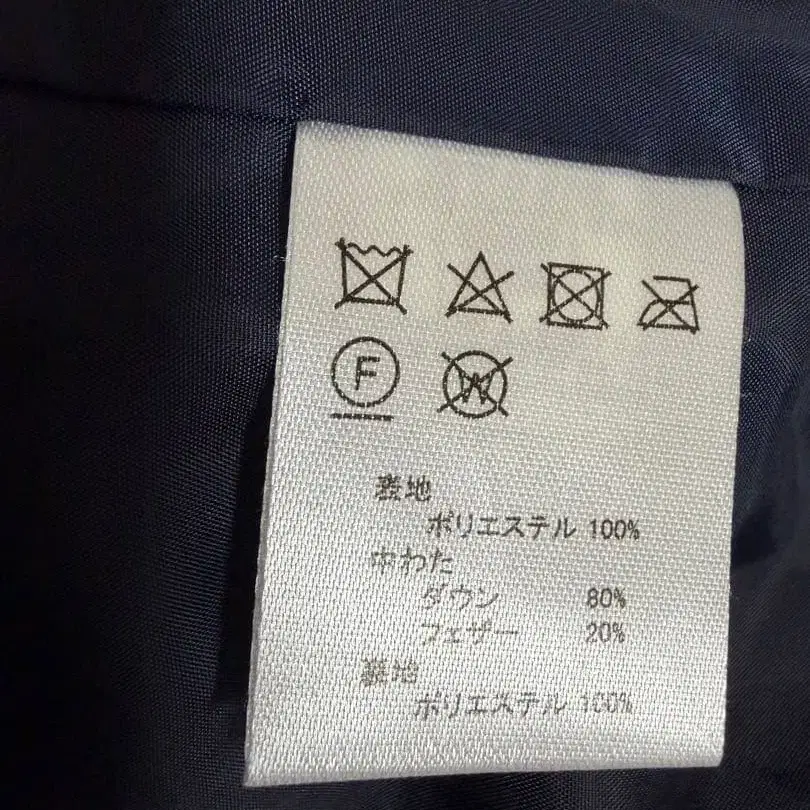 F W
表地
ポリエステル 100%
中わた
ダウン 80%
フェザー 20%
裏地
ポリエステル 100%